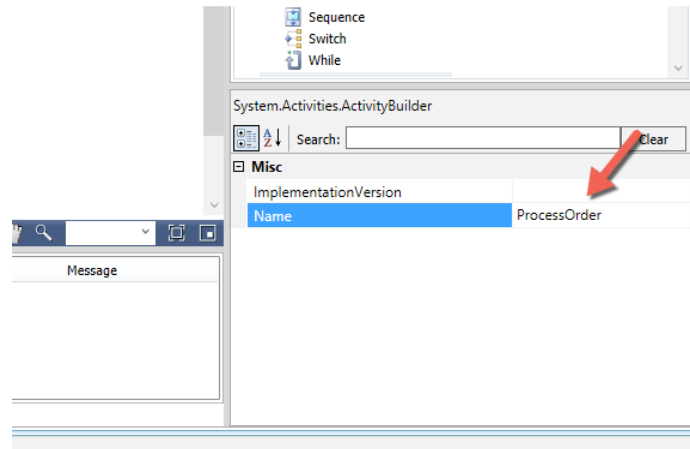 Sequence
Switch
While
System.Activities.ActivityBuilder
A
Z
Search:
Clear
Misc
ImplementationVersion
Name ProcessOrder
Message